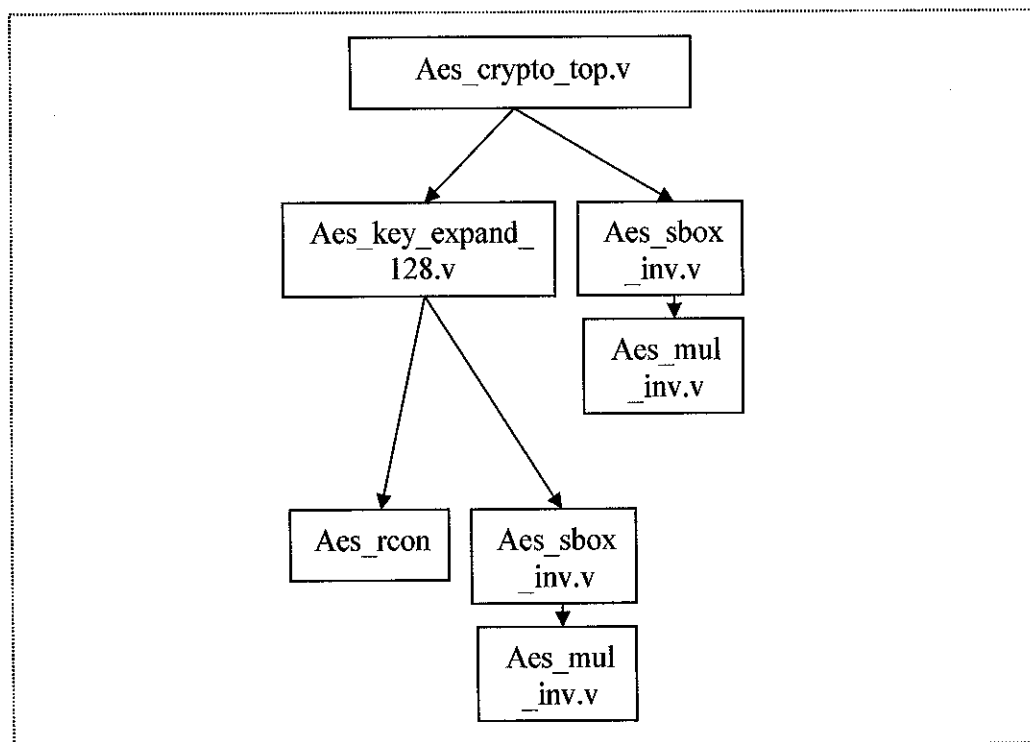 Aes_crypto_top.v
Aes_key_expand_
128.v
Aes_sbox
_inv.v
Aes_mul
_inv.v
Aes_rcon
Aes_sbox
_inv.v
Aes_mul
_inv.v